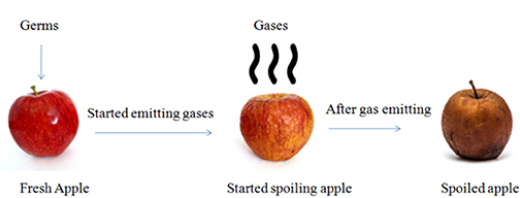 Germs
Gases
Started emitting gases
After gas emitting
Fresh Apple
Started spoiling apple
Spoiled apple